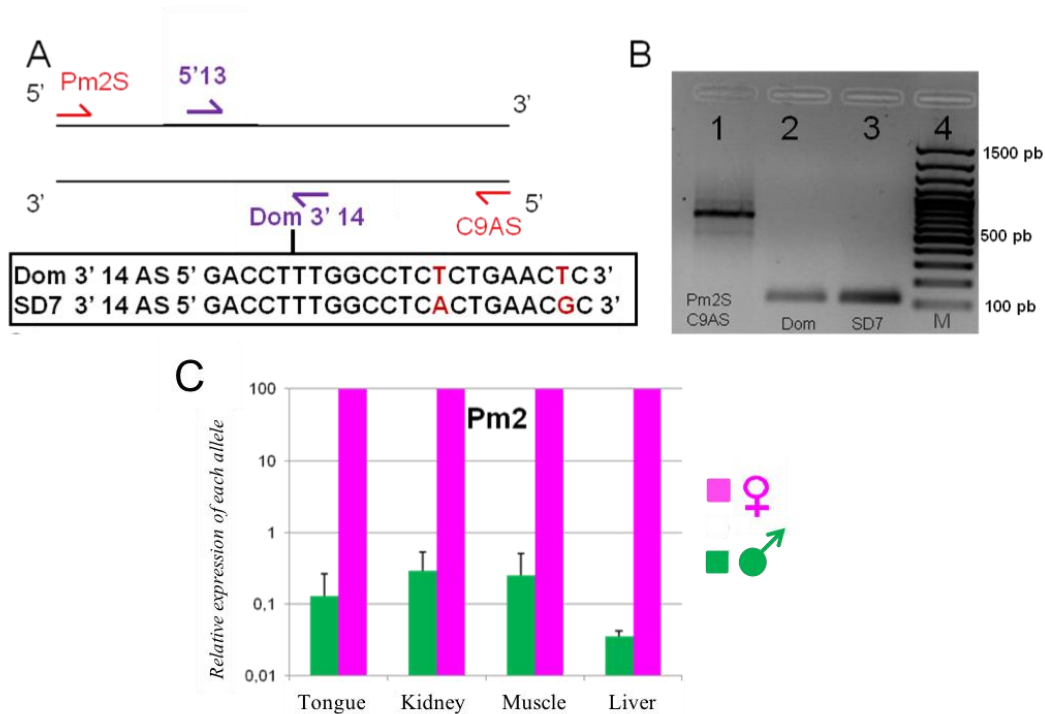 A
Pm2S
5'13
5'
3'
3'
5'
Dom 3' 14
C9AS
Dom 3' 14 AS 5' GACCTTTGGCCTCTCTGAACTC 3'
SD7 3' 14 AS 5' GACCTTTGGCCTCACTGAACGC 3'
B
1 2 3 4
1500 pb
500 pb
100 pb
Pm2S
C9AS
Dom
SD7
M
C
Relative expression of each allele
100
10
1
0,1
0,01
Pm2
Tongue Kidney Muscle Liver